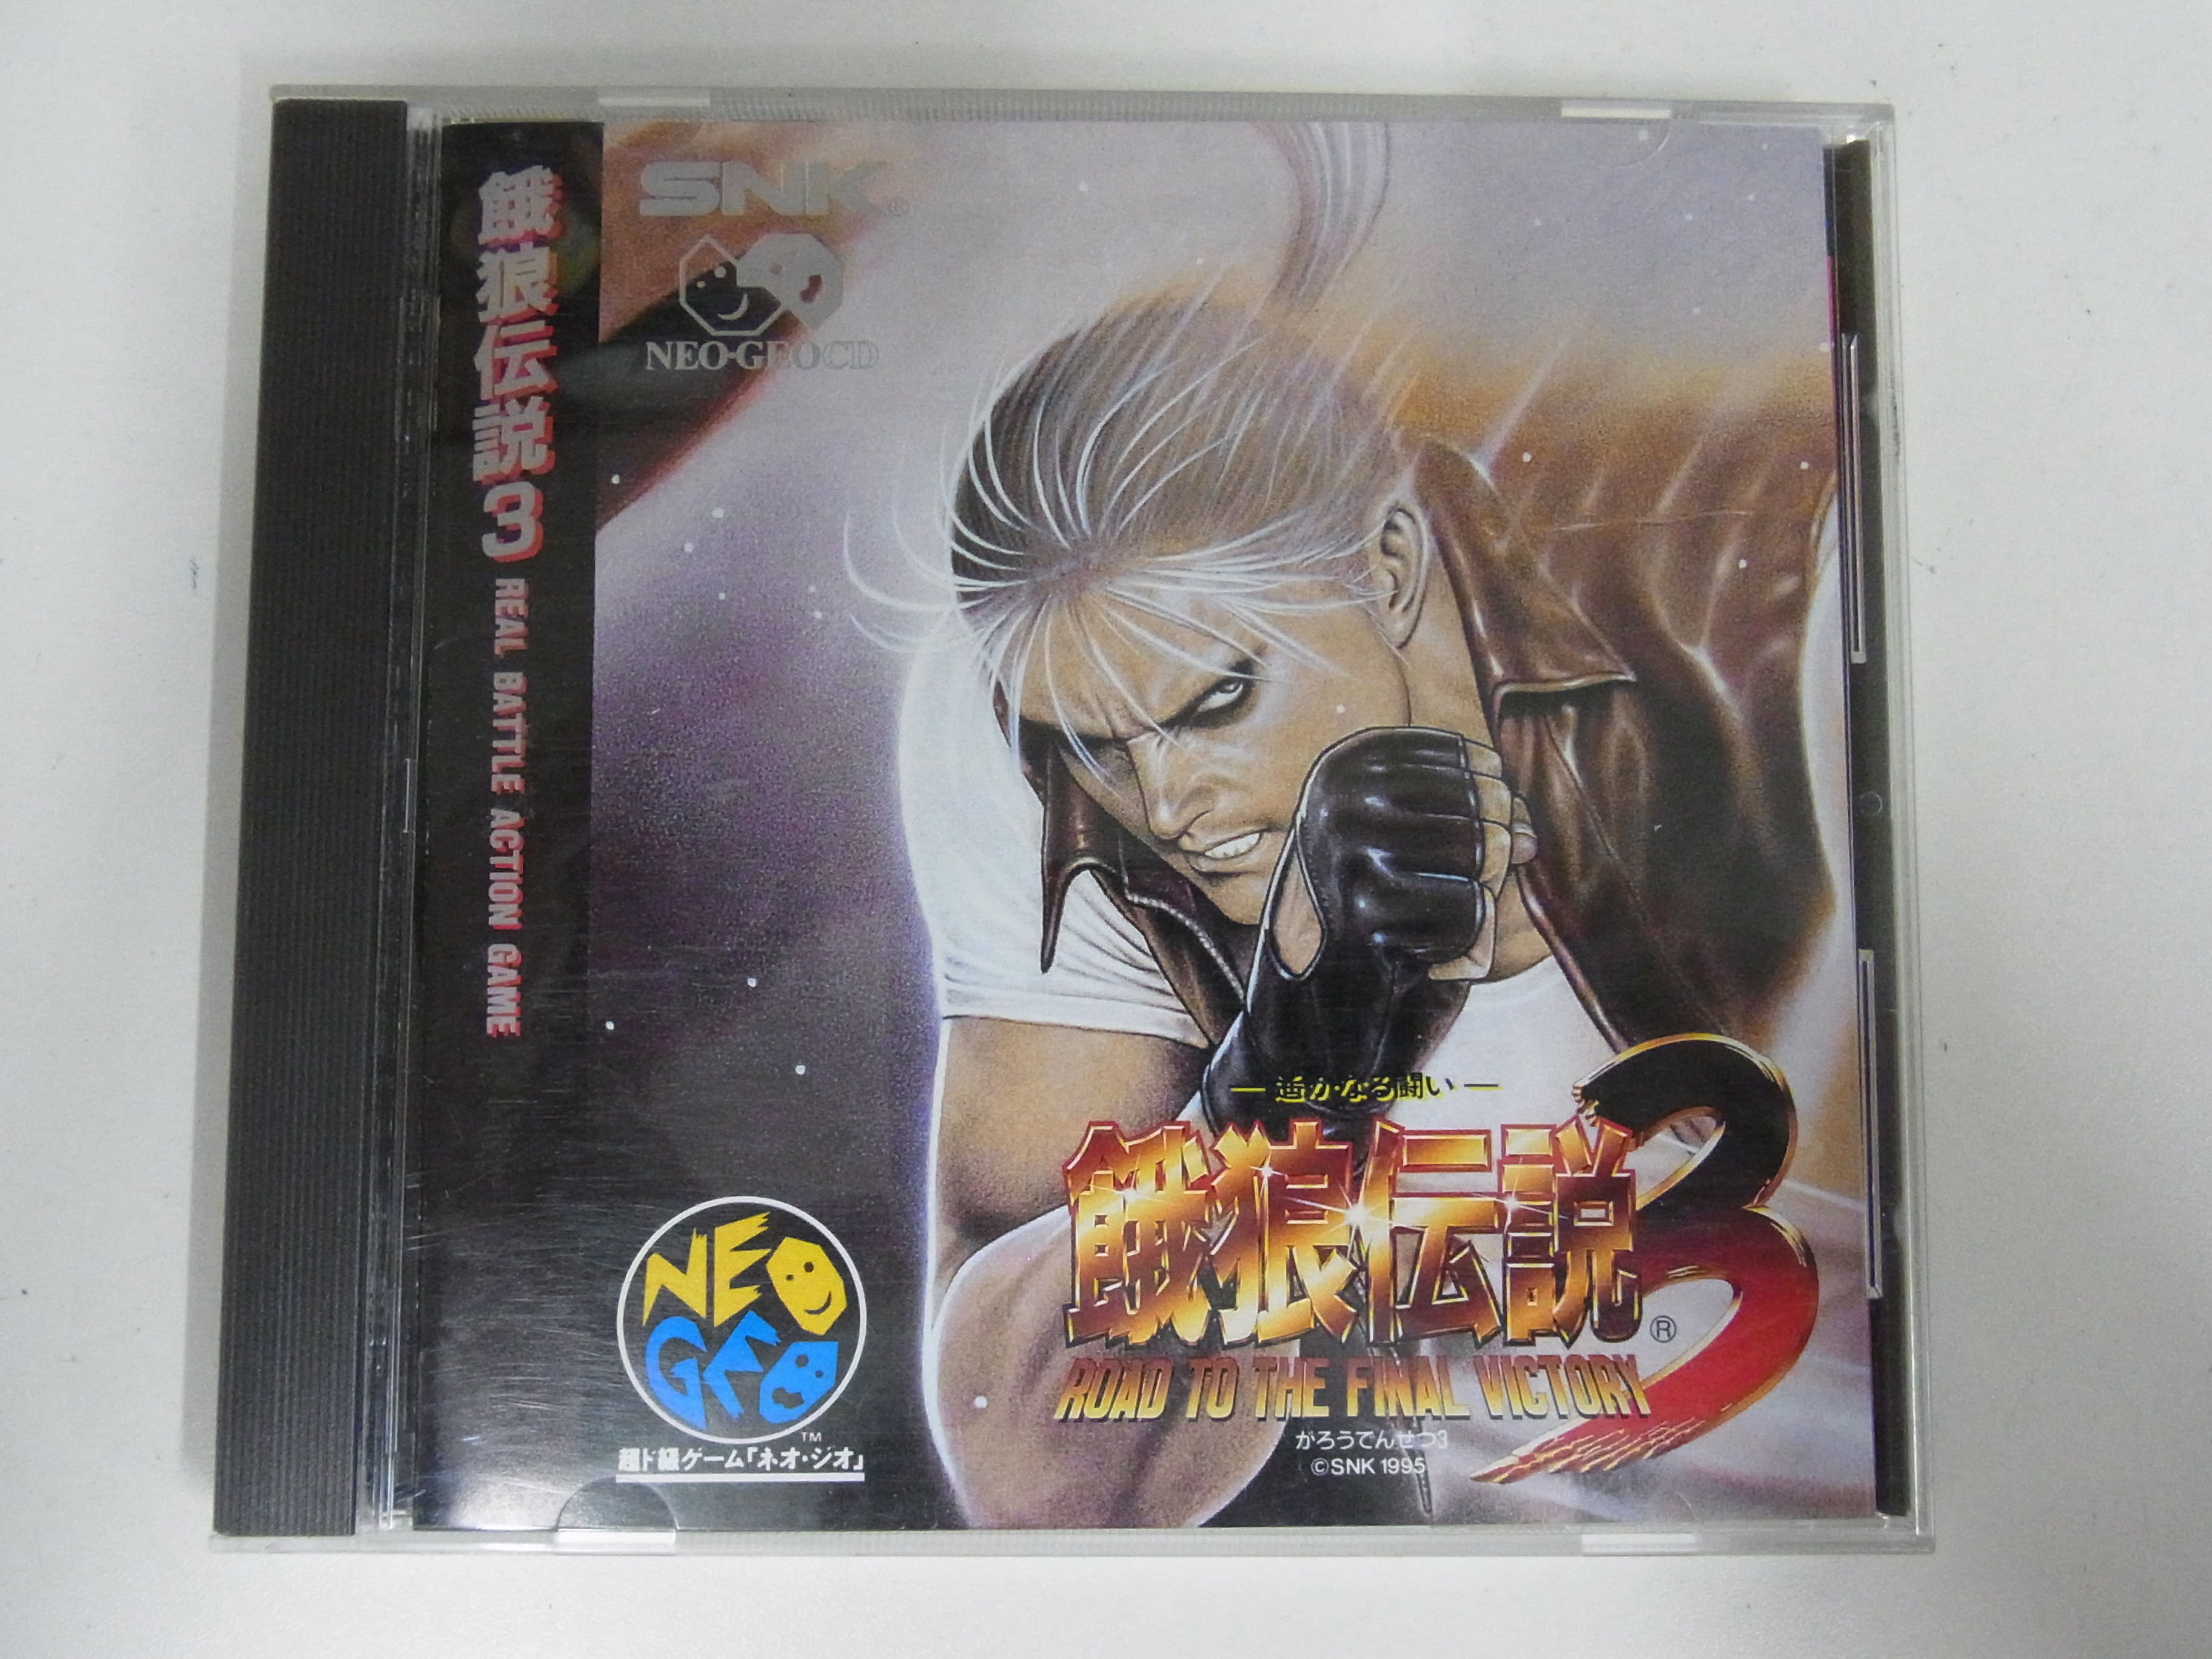 餓狼伝説3 REAL BATTLE ACTION GAME
SNK®
NEO·GEO CD
— 遥かなる闘い —
餓狼伝説3®
ROAD TO THE FINAL VICTORY
がろうでんせつ3
©SNK 1995
NEO
GEO
TM
超ド級ゲーム「ネオ・ジオ」